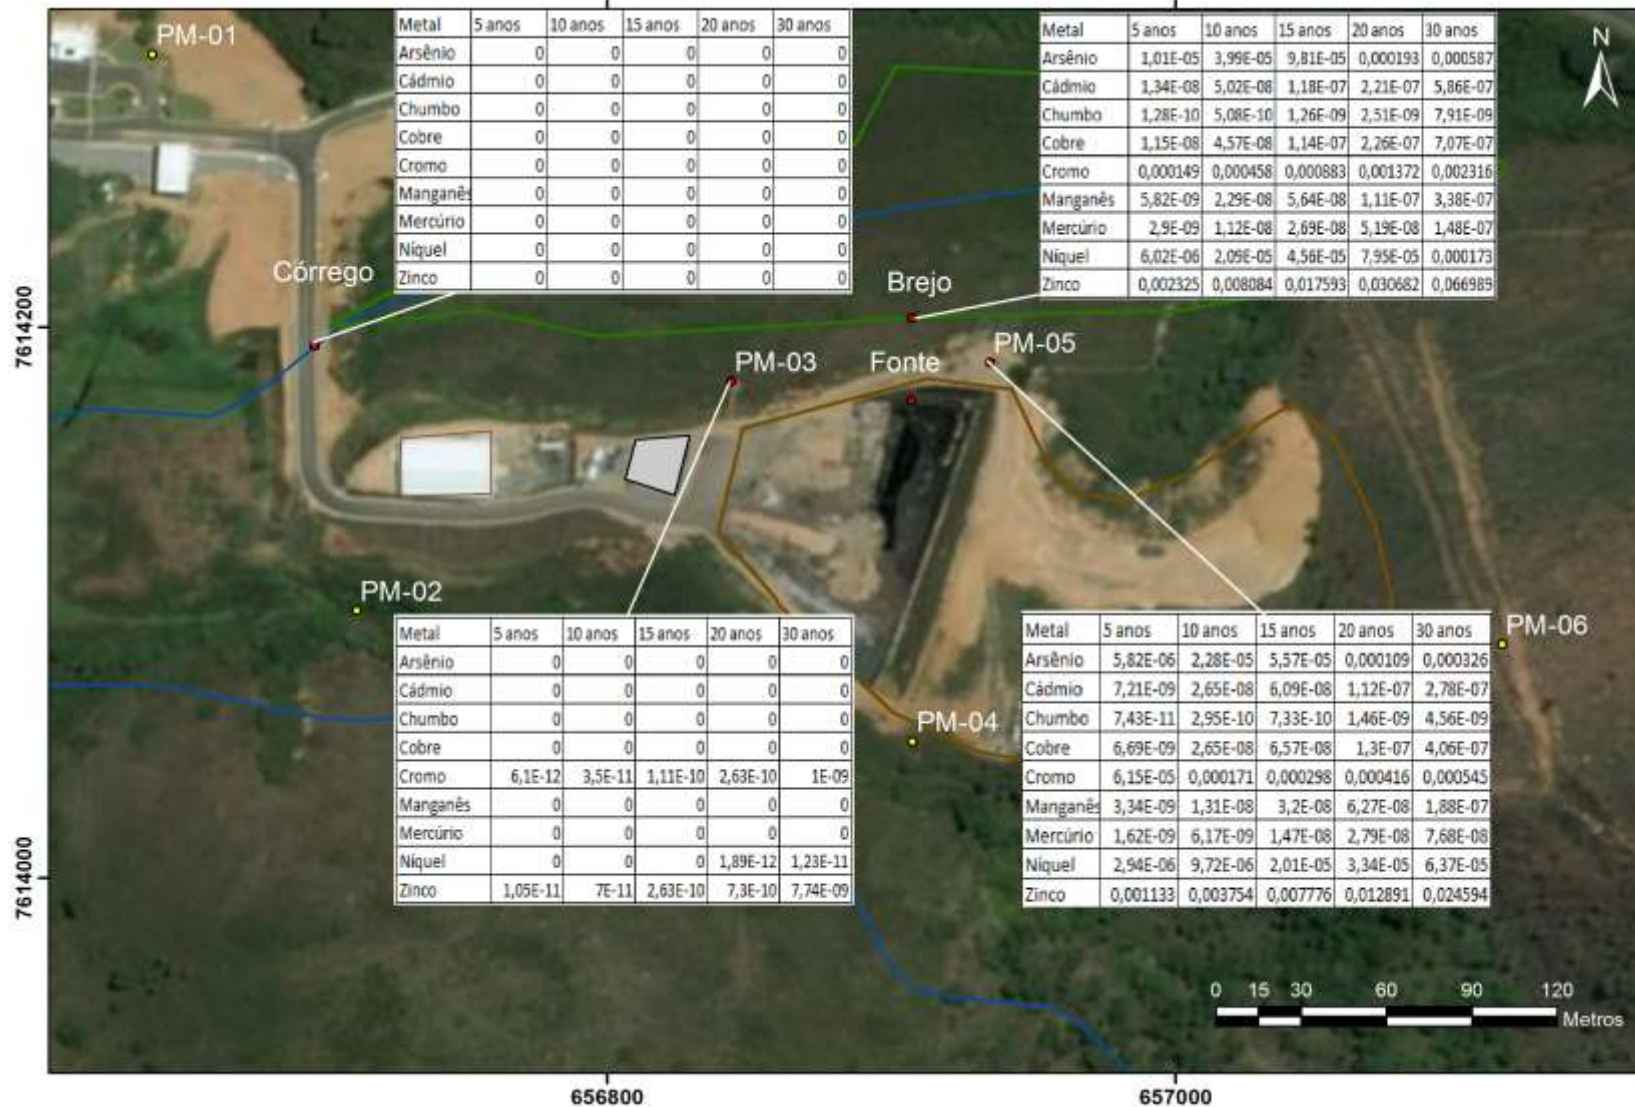 PM-01
N
Metal 5 anos 10 anos 15 anos 20 anos 30 anos
Arsênio 0 0 0 0 0
Cádmio 0 0 0 0 0
Chumbo 0 0 0 0 0
Cobre 0 0 0 0 0
Cromo 0 0 0 0 0
Manganês 0 0 0 0 0
Mercúrio 0 0 0 0 0
Níquel 0 0 0 0 0
Zinco 0 0 0 0 0
Metal 5 anos 10 anos 15 anos 20 anos 30 anos
Arsênio 1,01E-05 3,99E-05 9,81E-05 0,000193 0,000587
Cádmio 1,34E-08 5,02E-08 1,18E-07 2,21E-07 5,86E-07
Chumbo 1,28E-10 5,08E-10 1,26E-09 2,51E-09 7,91E-09
Cobre 1,15E-08 4,57E-08 1,14E-07 2,26E-07 7,07E-07
Cromo 0,000149 0,000458 0,000883 0,001372 0,002316
Manganês 5,82E-09 2,29E-08 5,64E-08 1,11E-07 3,38E-07
Mercúrio 2,9E-09 1,12E-08 2,69E-08 5,19E-08 1,48E-07
Níquel 6,02E-06 2,09E-05 4,56E-05 7,95E-05 0,000173
Zinco 0,002325 0,008084 0,017593 0,030682 0,066989
Córrego
Brejo
7614200
PM-03
Fonte
PM-05
PM-02
PM-06
PM-04
Metal 5 anos 10 anos 15 anos 20 anos 30 anos
Arsênio 0 0 0 0 0
Cádmio 0 0 0 0 0
Chumbo 0 0 0 0 0
Cobre 0 0 0 0 0
Cromo 6,1E-12 3,5E-11 1,11E-10 2,63E-10 1E-09
Manganês 0 0 0 0 0
Mercúrio 0 0 0 0 0
Níquel 0 0 0 1,89E-12 1,23E-11
Zinco 1,05E-11 7E-11 2,63E-10 7,3E-10 7,74E-09
Metal 5 anos 10 anos 15 anos 20 anos 30 anos
Arsênio 5,82E-06 2,28E-05 5,57E-05 0,000109 0,000326
Cádmio 7,21E-09 2,65E-08 6,09E-08 1,12E-07 2,78E-07
Chumbo 7,43E-11 2,95E-10 7,33E-10 1,46E-09 4,56E-09
Cobre 6,69E-09 2,65E-08 6,57E-08 1,3E-07 4,06E-07
Cromo 6,15E-05 0,000171 0,000298 0,000416 0,000545
Manganês 3,34E-09 1,31E-08 3,2E-08 6,27E-08 1,88E-07
Mercúrio 1,62E-09 6,17E-09 1,47E-08 2,79E-08 7,68E-08
Níquel 2,94E-06 9,72E-06 2,01E-05 3,34E-05 6,37E-05
Zinco 0,001133 0,003754 0,007776 0,012891 0,024594
7614000
0 15 30 60 90 120
Metros
656800
657000